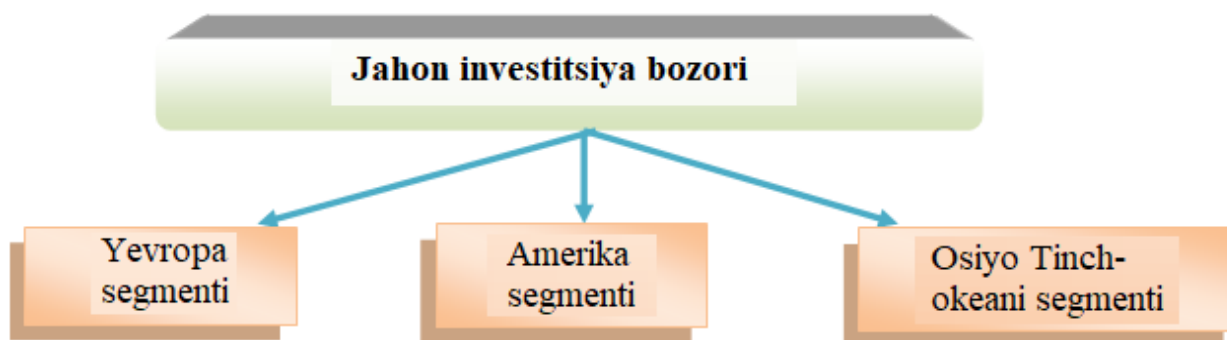 Jahon investitsiya bozori
Yevropa
segmenti
Amerika
segmenti
Osiyo Tinch-
okeani segmenti